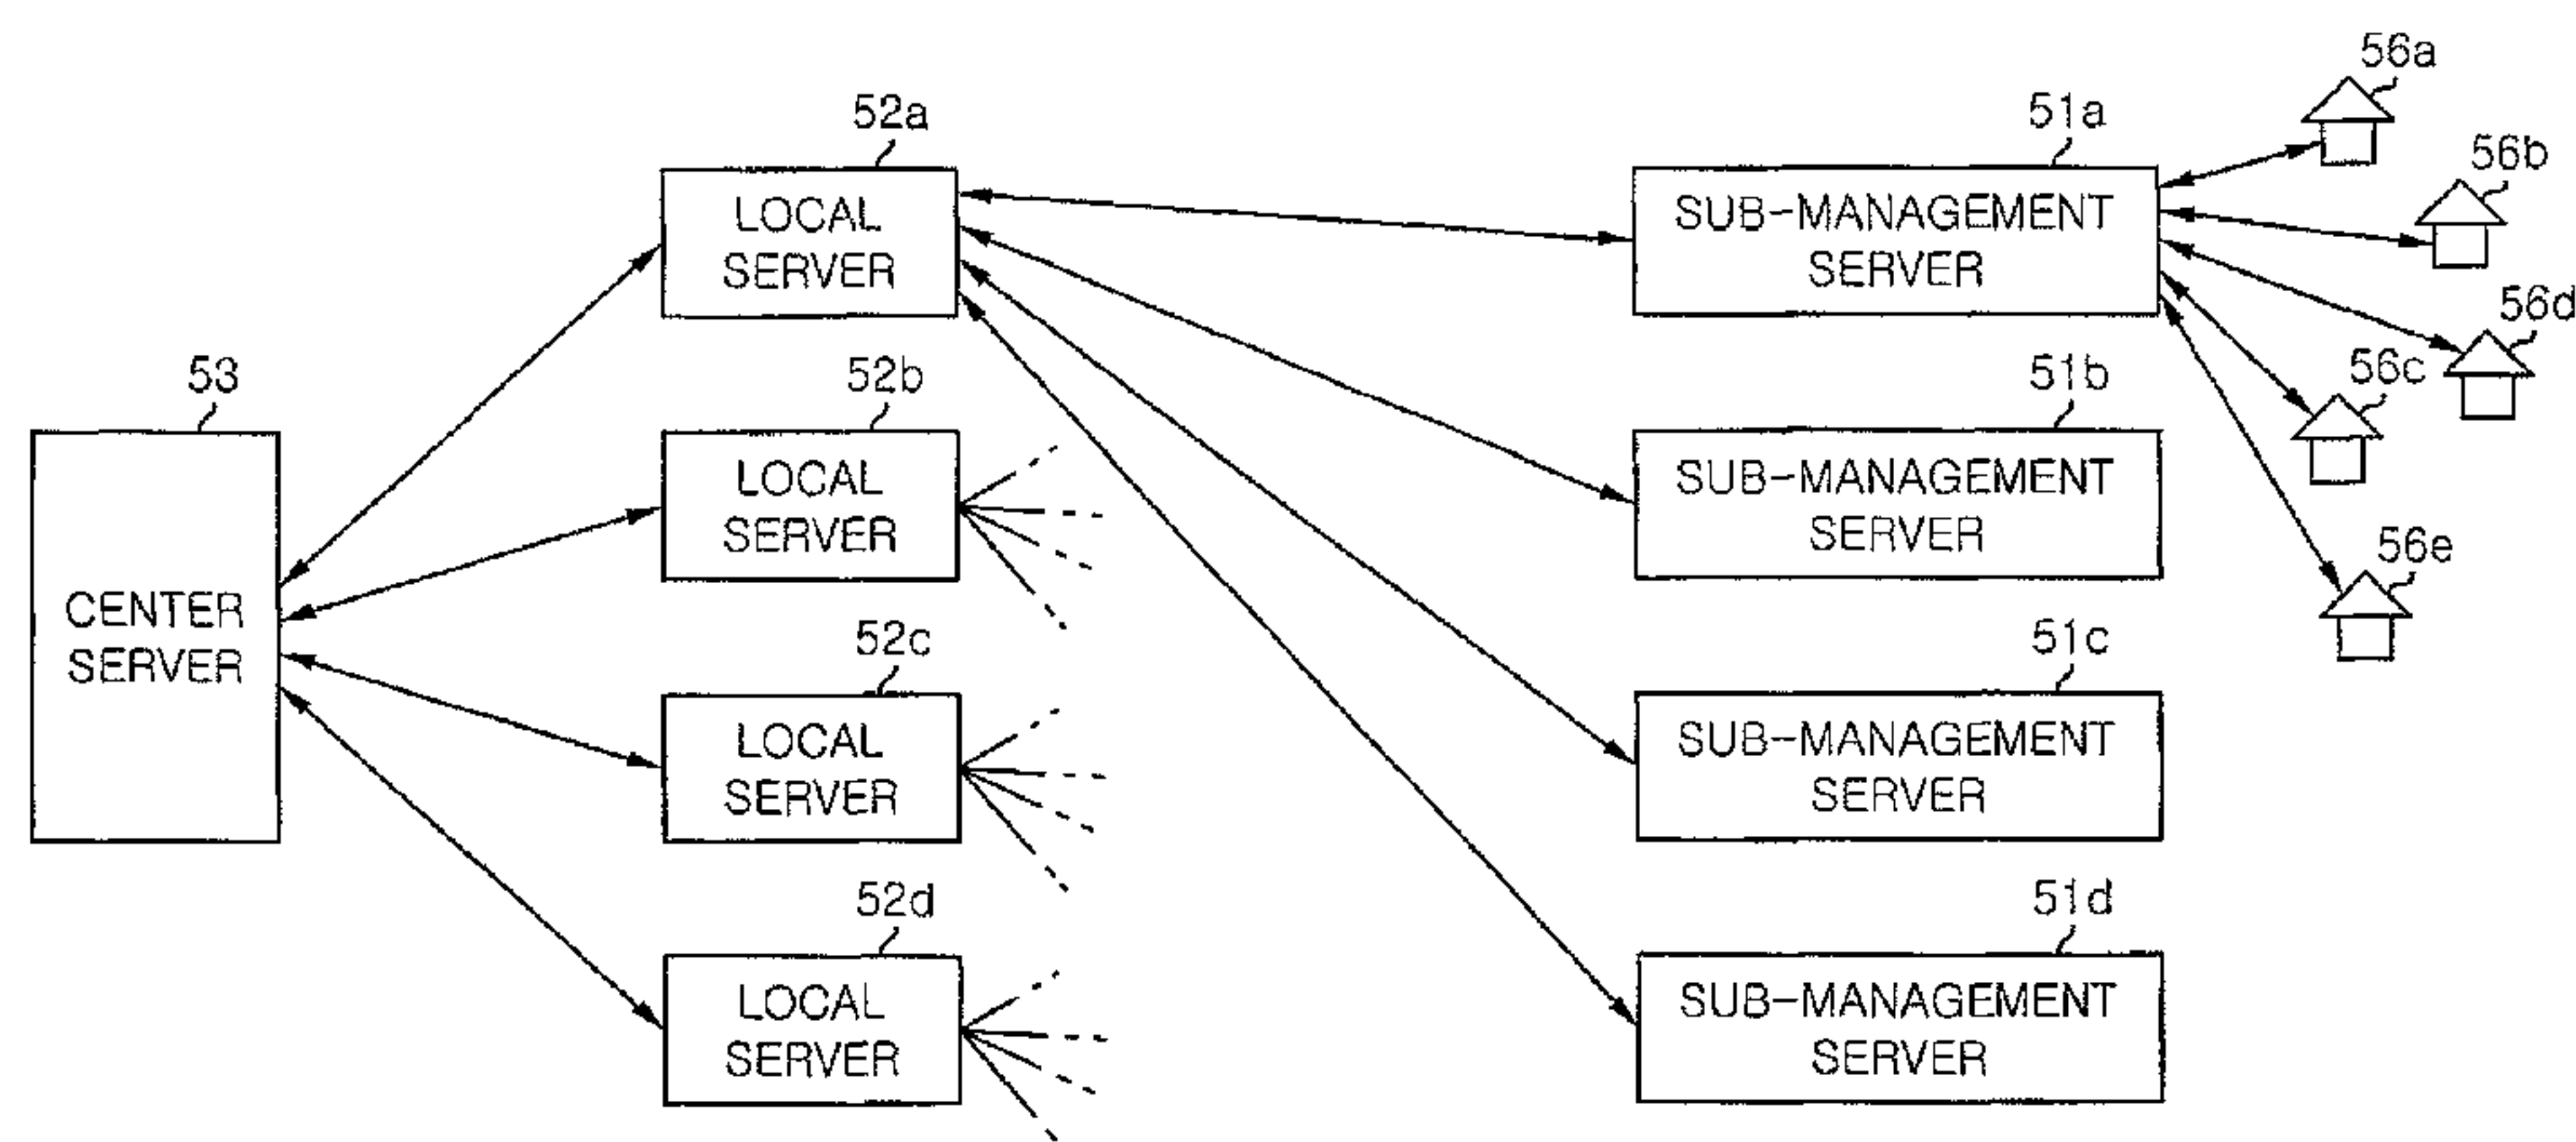 56a
52a
51a
56b
LOCAL
SERVER
SUB-MANAGEMENT
SERVER
56d
53
52b
51b
56c
LOCAL
SERVER
SUB-MANAGEMENT
SERVER
56e
CENTER
SERVER
52c
51c
LOCAL
SERVER
SUB-MANAGEMENT
SERVER
52d
51d
LOCAL
SERVER
SUB-MANAGEMENT
SERVER